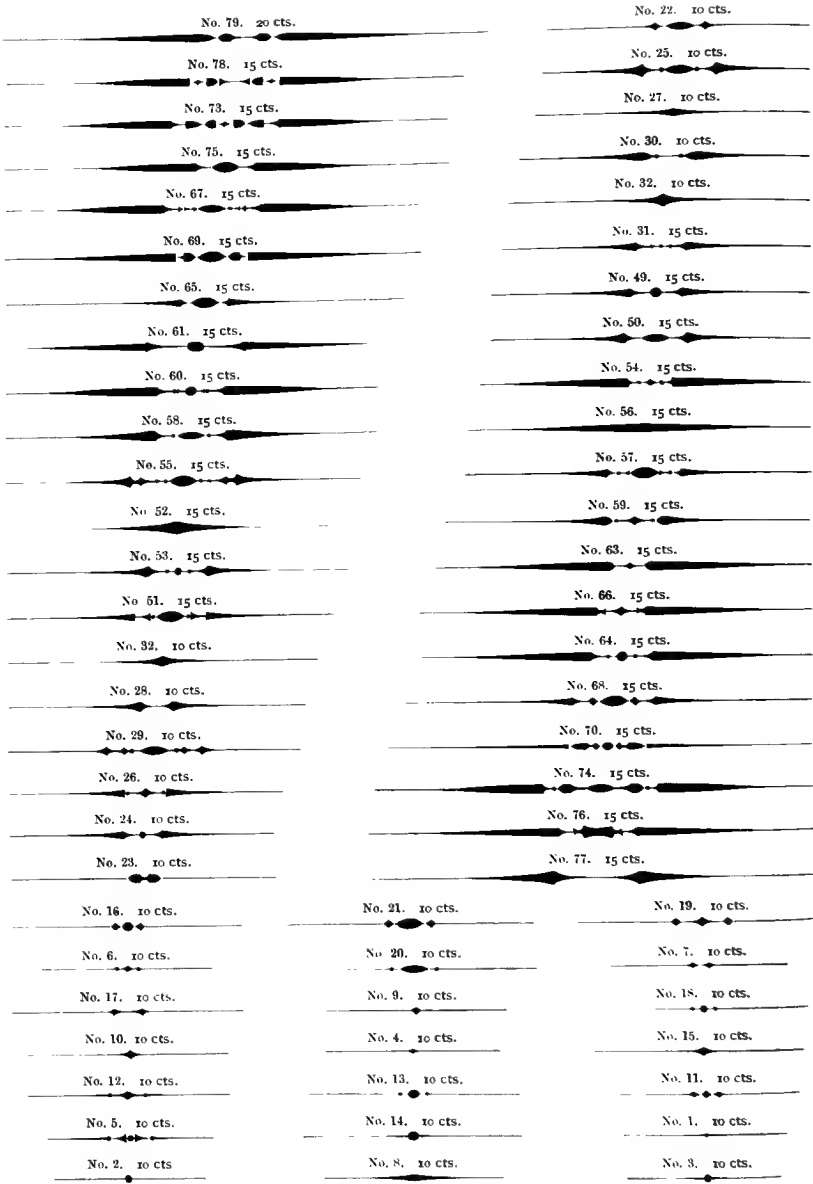 No. 79. 20 cts.
No. 78. 15 cts.
No. 73. 15 cts.
No. 75. 15 cts.
No. 67. 15 cts.
No. 69. 15 cts.
No. 65. 15 cts.
No. 61. 15 cts.
No. 60. 15 cts.
No. 58. 15 cts.
No. 55. 15 cts.
No 52. 15 cts.
No. 53. 15 cts.
No 51. 15 cts.
No. 32. 10 cts.
No. 28. 10 cts.
No. 29. 10 cts.
No. 26. 10 cts.
No. 24. 10 cts.
No. 23. 10 cts.
No. 22. 10 cts.
No. 25. 10 cts.
No. 27. 10 cts.
No. 30. 10 cts.
No. 32. 10 cts.
No. 31. 15 cts.
No. 49. 15 cts.
No. 50. 15 cts.
No. 54. 15 cts.
No. 56. 15 cts.
No. 57. 15 cts.
No. 59. 15 cts.
No. 63. 15 cts.
No. 66. 15 cts.
No. 64. 15 cts.
No. 68. 15 cts.
No. 70. 15 cts.
No. 74. 15 cts.
No. 76. 15 cts.
No. 77. 15 cts.
No. 16. 10 cts.
No. 6. 10 cts.
No. 17. 10 cts.
No. 10. 10 cts.
No. 12. 10 cts.
No. 5. 10 cts.
No. 2. 10 cts
No. 21. 10 cts.
No 20. 10 cts.
No. 9. 10 cts.
No. 4. 10 cts.
No. 13. 10 cts.
No. 14. 10 cts.
No. 8. 10 cts.
No. 19. 10 cts.
No. 7. 10 cts.
No. 18. 10 cts.
No. 15. 10 cts.
No. 11. 10 cts.
No. 1. 10 cts.
No. 3. 10 cts.